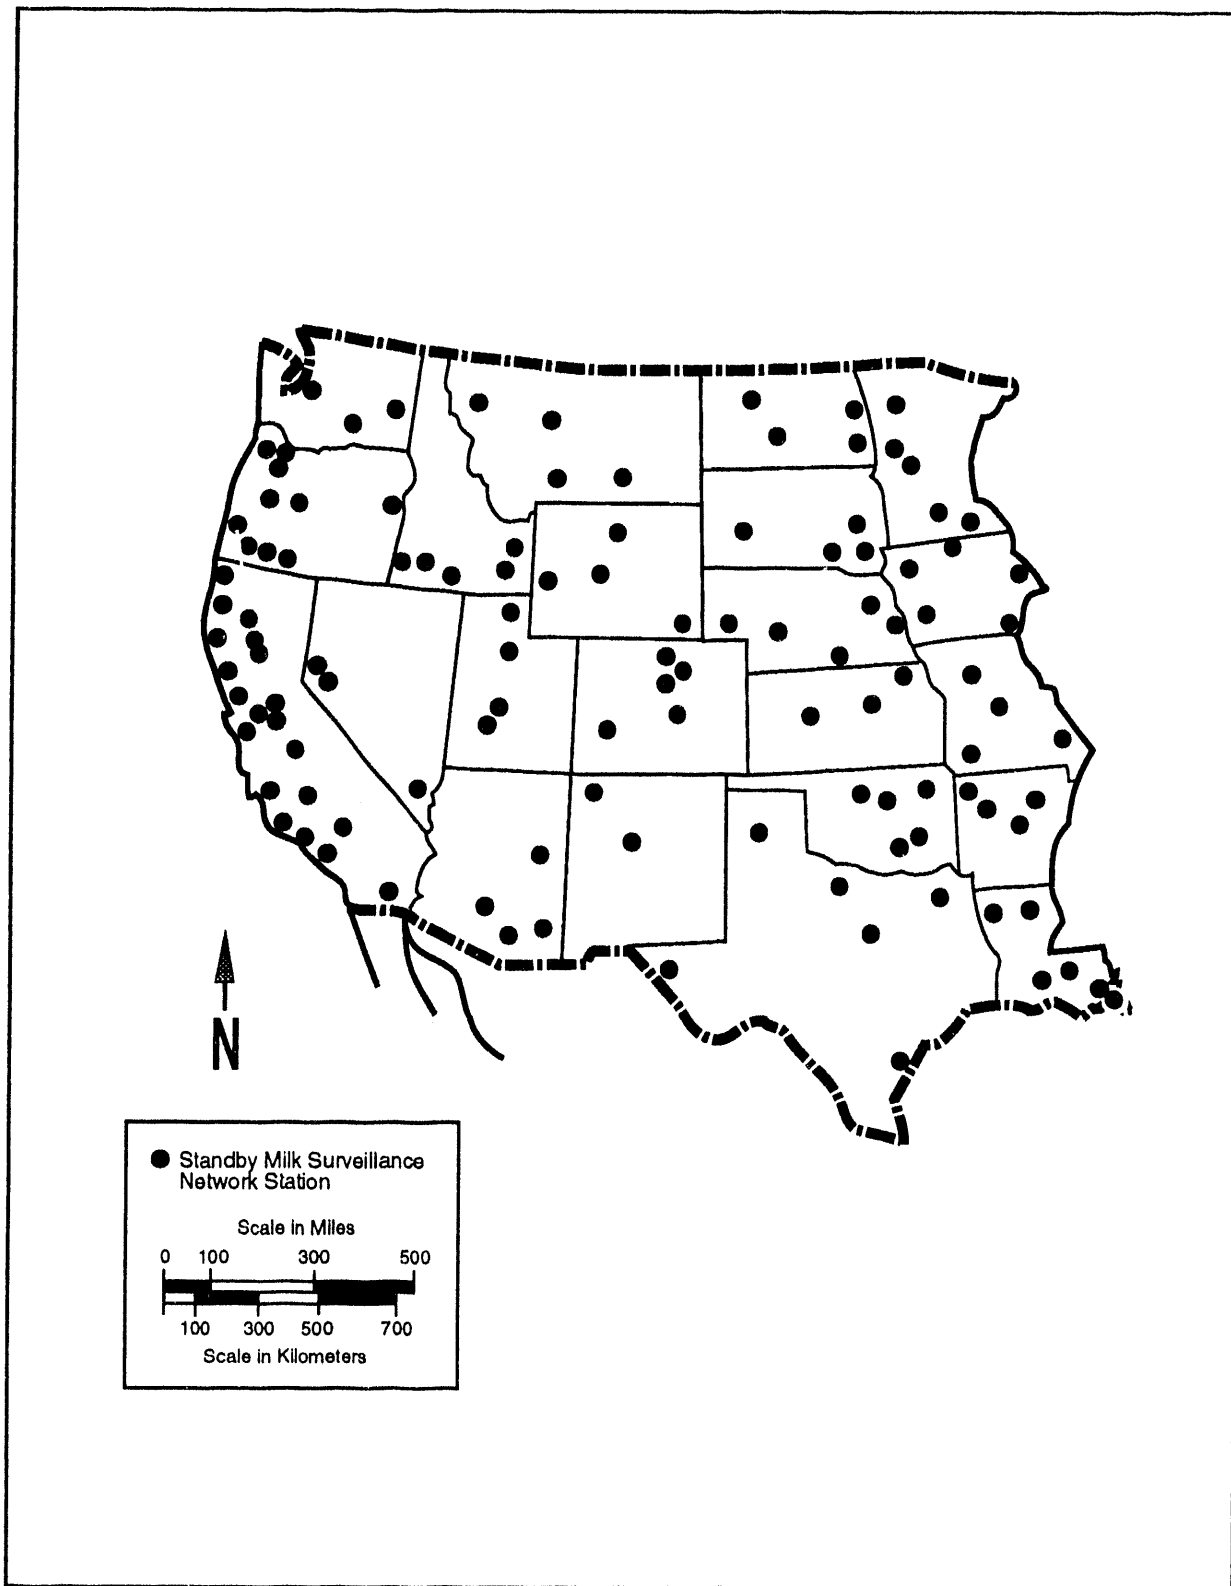 N
Standby Milk Surveillance
Network Station
Scale in Miles
0 100 300 500
100 300 500 700
Scale in Kilometers